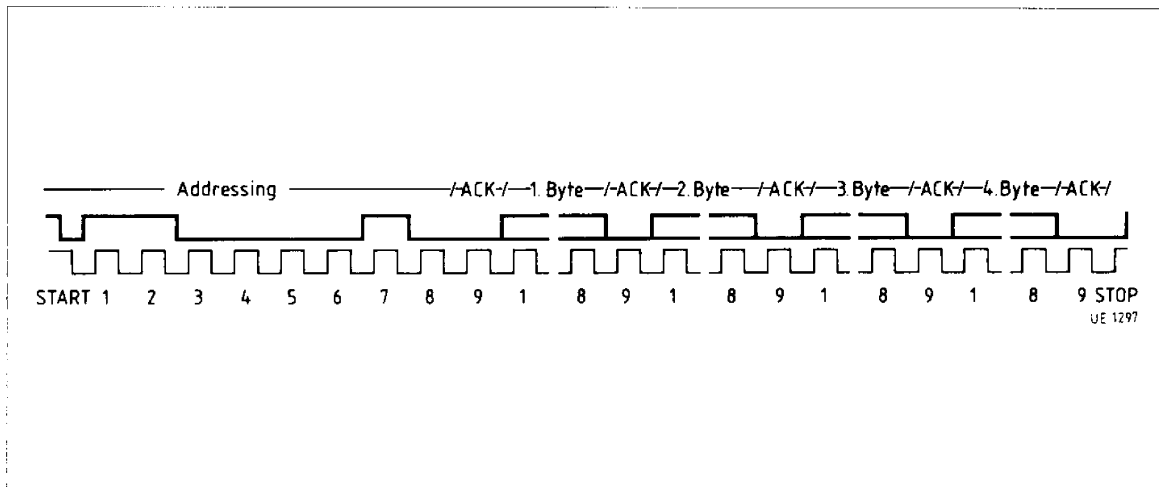 Addressing /-ACK-/-1. Byte-/-ACK-/-2. Byte-/-ACK-/-3. Byte-/-ACK-/-4. Byte-/-ACK-/
START 1 2 3 4 5 6 7 8 9 1 8 9 1 8 9 1 8 9 1 8 9 STOP
UE 1297